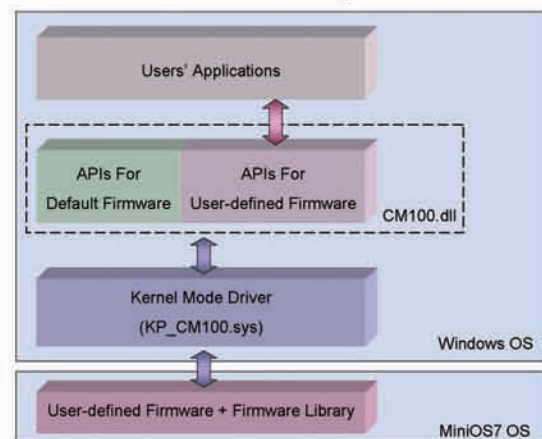 Users' Applications
APIs For
Default Firmware
APIs For
User-defined Firmware
CM100.dll
Kernel Mode Driver
(KP_CM100.sys)
Windows OS
User-defined Firmware + Firmware Library
MiniOS7 OS